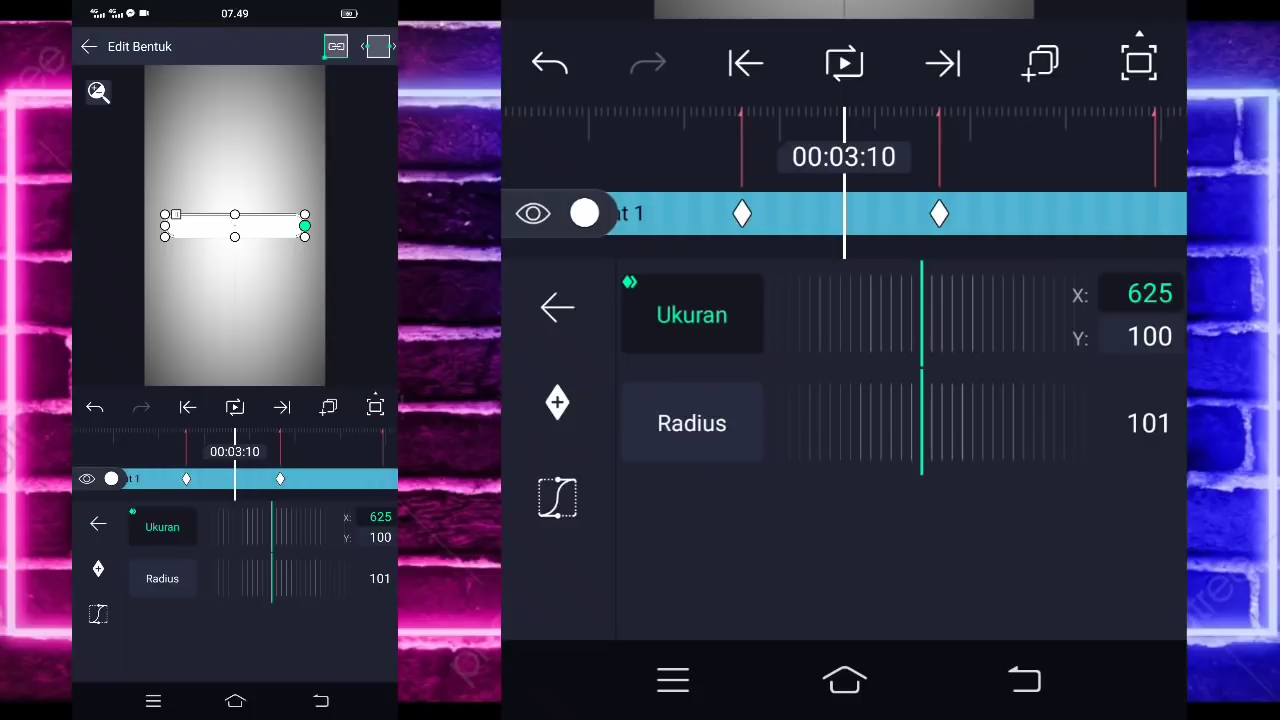 07.49
Edit Bentuk
00:03:10
t 1
Ukuran
X: 625
Y: 100
Radius
101
00:03:10
t 1
Ukuran
X: 625
Y: 100
Radius
101